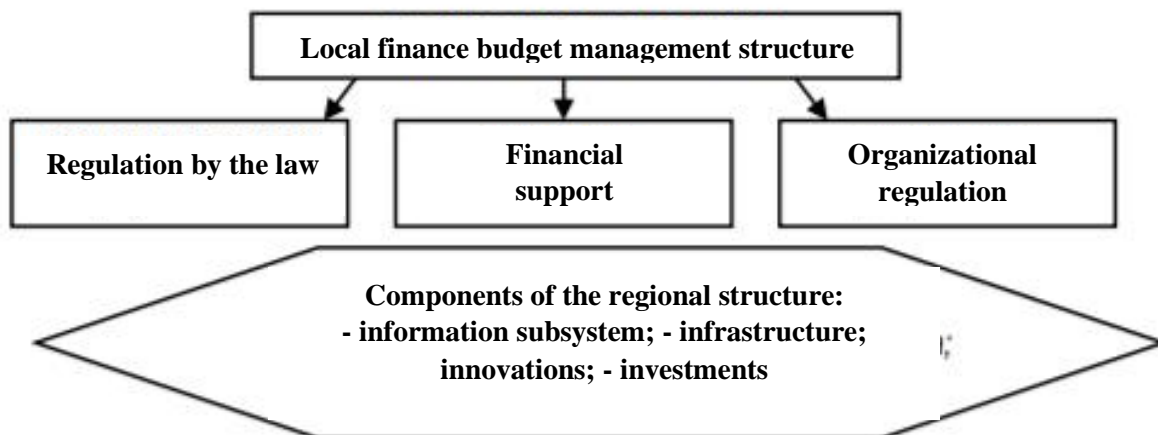 Local finance budget management structure
Regulation by the law
Financial
support
Organizational
regulation
Components of the regional structure:
- information subsystem; - infrastructure;
innovations; - investments